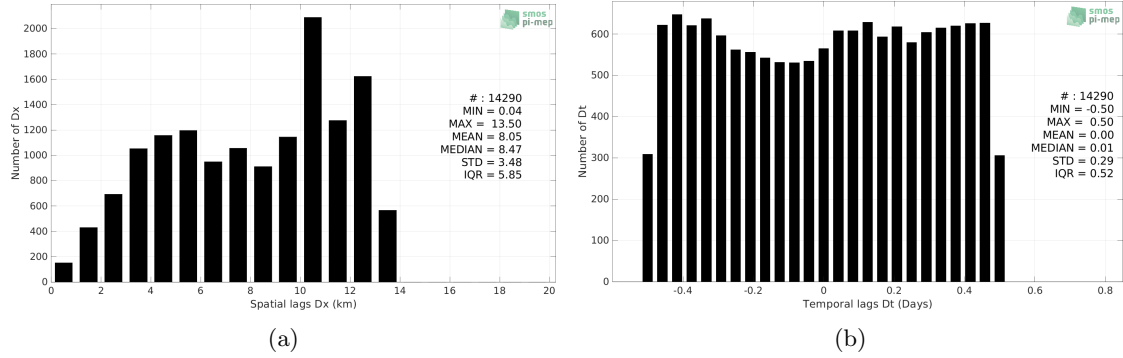 smos
pi-mep
2000
1800
1600
1400
1200
1000
800
600
400
200
0
Number of Dx
# : 14290
MIN = 0.04
MAX = 13.50
MEAN = 8.05
MEDIAN = 8.47
STD = 3.48
IQR = 5.85
0 2 4 6 8 10 12 14 16 18 20
Spatial lags Dx (km)
(a)
smos
pi-mep
600
500
400
300
200
100
0
Number of Dt
# : 14290
MIN = -0.50
MAX = 0.50
MEAN = 0.00
MEDIAN = 0.01
STD = 0.29
IQR = 0.52
-0.4 -0.2 0 0.2 0.4 0.6 0.8
Temporal lags Dt (Days)
(b)